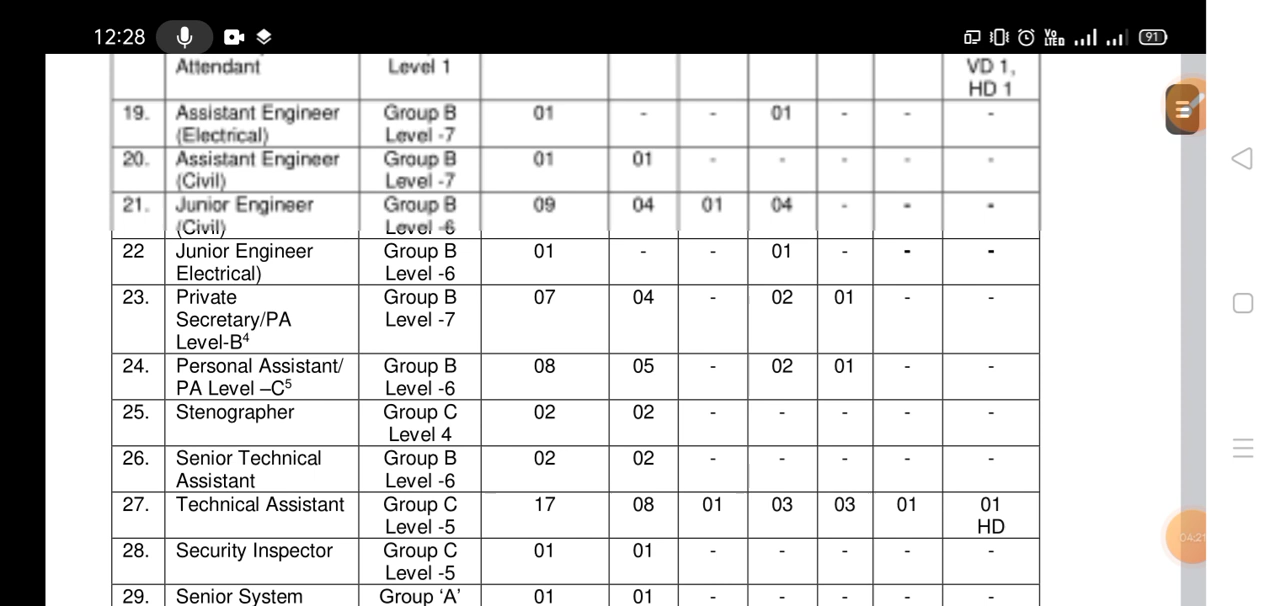 12:28 Vo LTED 91
Attendant Level 1 VD 1,
HD 1
19. Assistant Engineer Group B 01 - - 01 - - -
(Electrical) Level -7
20. Assistant Engineer Group B 01 01 - - - - -
(Civil) Level -7
21. Junior Engineer Group B 09 04 01 04 - - -
(Civil) Level -6
22 Junior Engineer Group B 01 - - 01 - - -
Electrical) Level -6
23. Private Group B 07 04 - 02 01 - -
Secretary/PA Level -7
Level-B⁴
24. Personal Assistant/ Group B 08 05 - 02 01 - -
PA Level –C⁵ Level -6
25. Stenographer Group C 02 02 - - - - -
Level 4
26. Senior Technical Group B 02 02 - - - - -
Assistant Level -6
27. Technical Assistant Group C 17 08 01 03 03 01 01
Level -5 HD
28. Security Inspector Group C 01 01 - - - - -
Level -5
29. Senior System Group ‘A’ 01 01 - - - - -
04:21